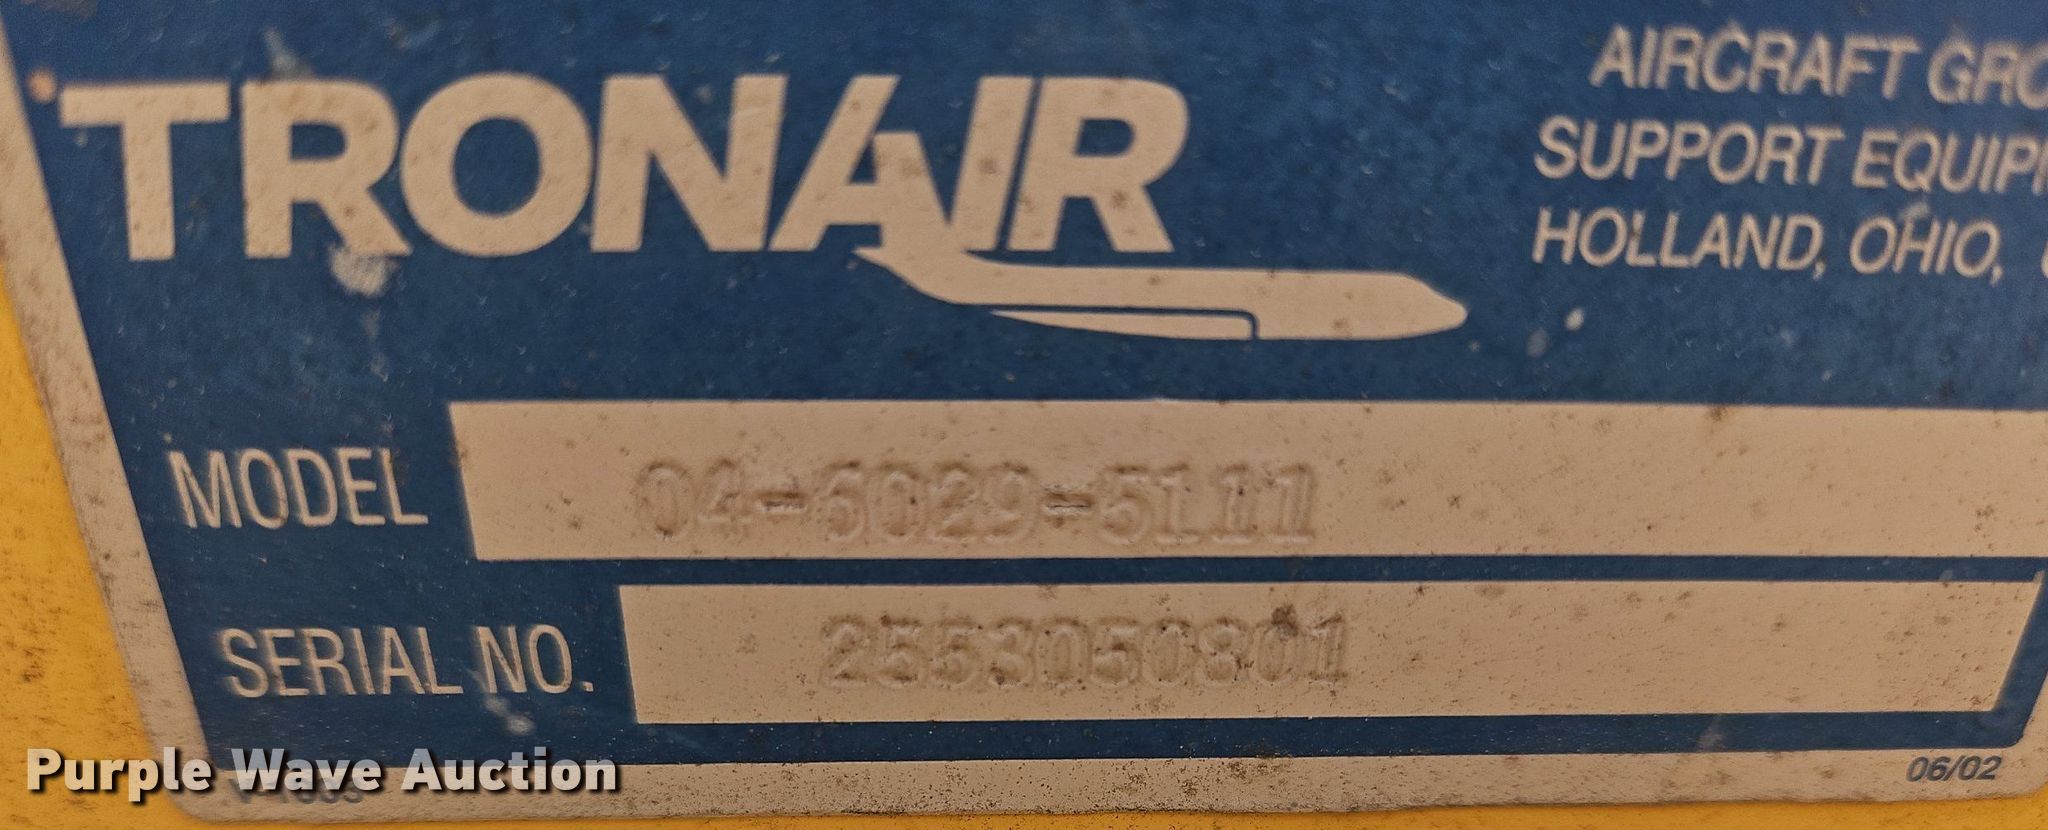 TRONAIR
AIRCRAFT GRO
SUPPORT EQUIP
HOLLAND, OHIO,
MODEL 04-6029-5111
SERIAL NO. 2553050801
06/02
Purple Wave Auction